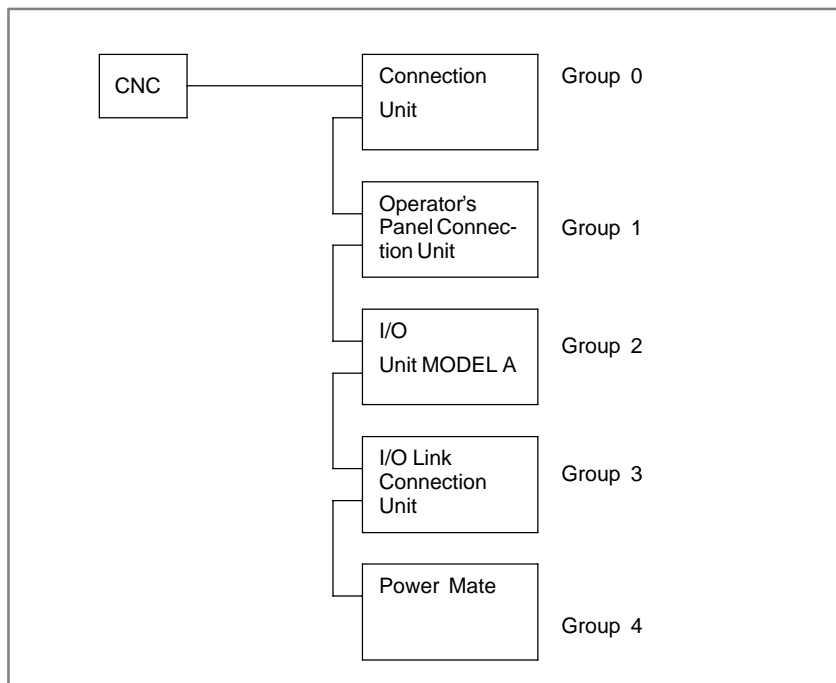 CNC
Connection
Unit
Group 0
Operator’s
Panel Connec-
tion Unit
Group 1
I/O
Unit MODEL A
Group 2
I/O Link
Connection
Unit
Group 3
Power Mate
Group 4